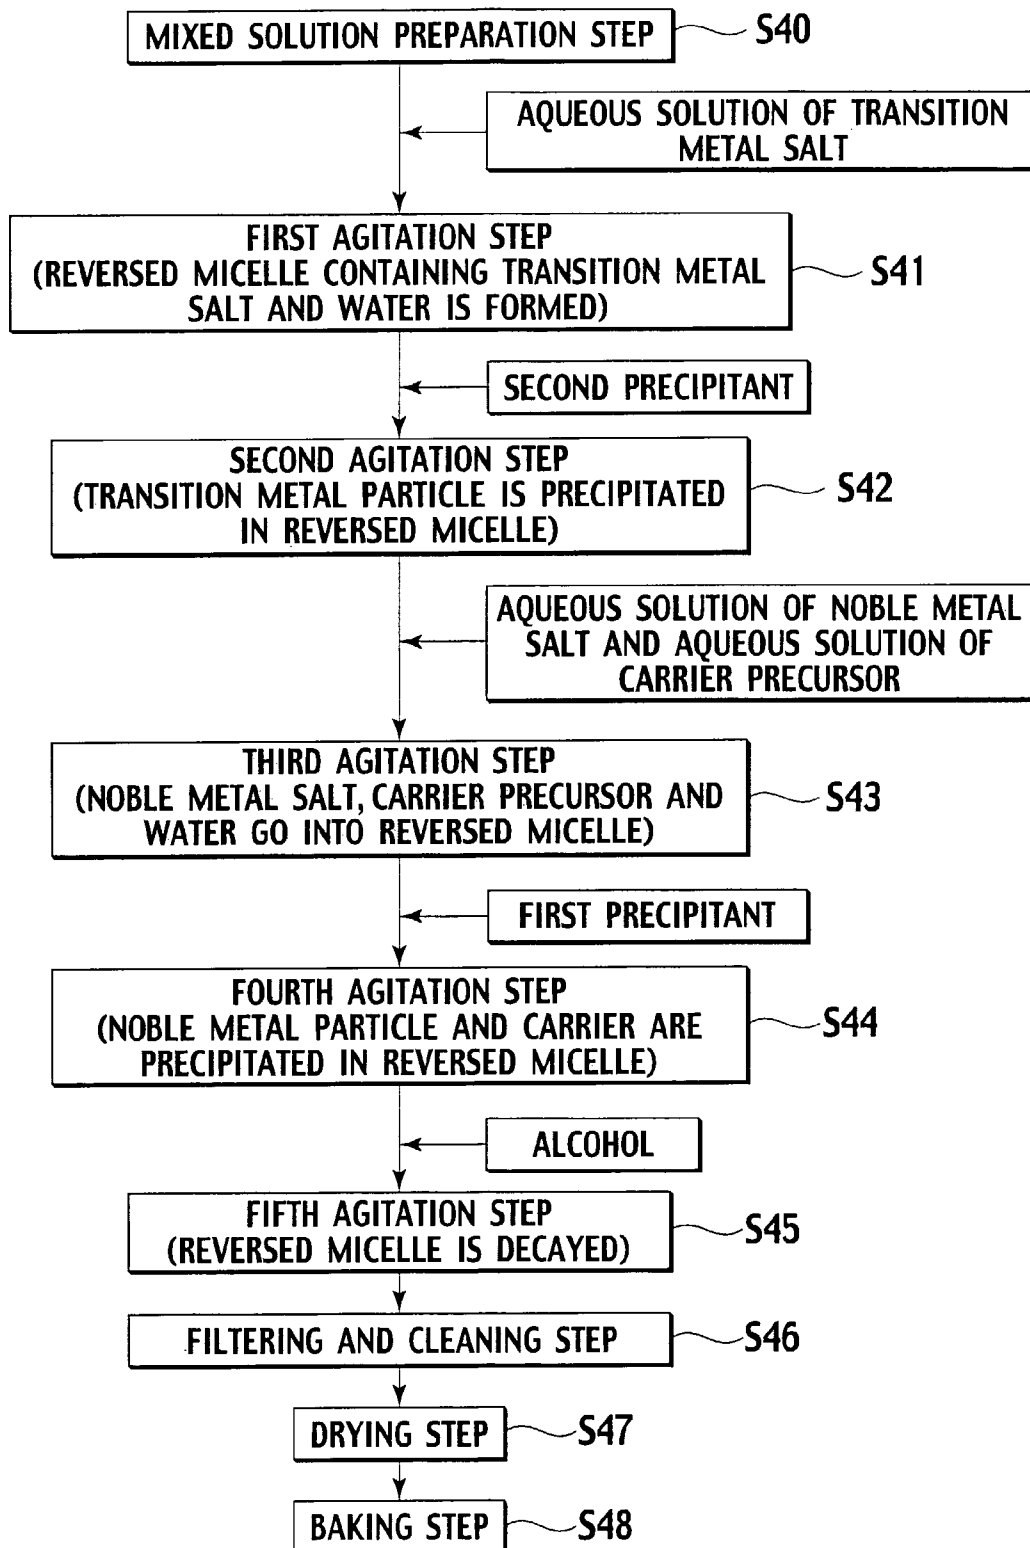 MIXED SOLUTION PREPARATION STEP
S40
AQUEOUS SOLUTION OF TRANSITION
METAL SALT
FIRST AGITATION STEP
(REVERSED MICELLE CONTAINING TRANSITION METAL
SALT AND WATER IS FORMED)
S41
SECOND PRECIPITANT
SECOND AGITATION STEP
(TRANSITION METAL PARTICLE IS PRECIPITATED
IN REVERSED MICELLE)
S42
AQUEOUS SOLUTION OF NOBLE METAL
SALT AND AQUEOUS SOLUTION OF
CARRIER PRECURSOR
THIRD AGITATION STEP
(NOBLE METAL SALT, CARRIER PRECURSOR AND
WATER GO INTO REVERSED MICELLE)
S43
FIRST PRECIPITANT
FOURTH AGITATION STEP
(NOBLE METAL PARTICLE AND CARRIER ARE
PRECIPITATED IN REVERSED MICELLE)
S44
ALCOHOL
FIFTH AGITATION STEP
(REVERSED MICELLE IS DECAYED)
S45
FILTERING AND CLEANING STEP
S46
DRYING STEP
S47
BAKING STEP
S48